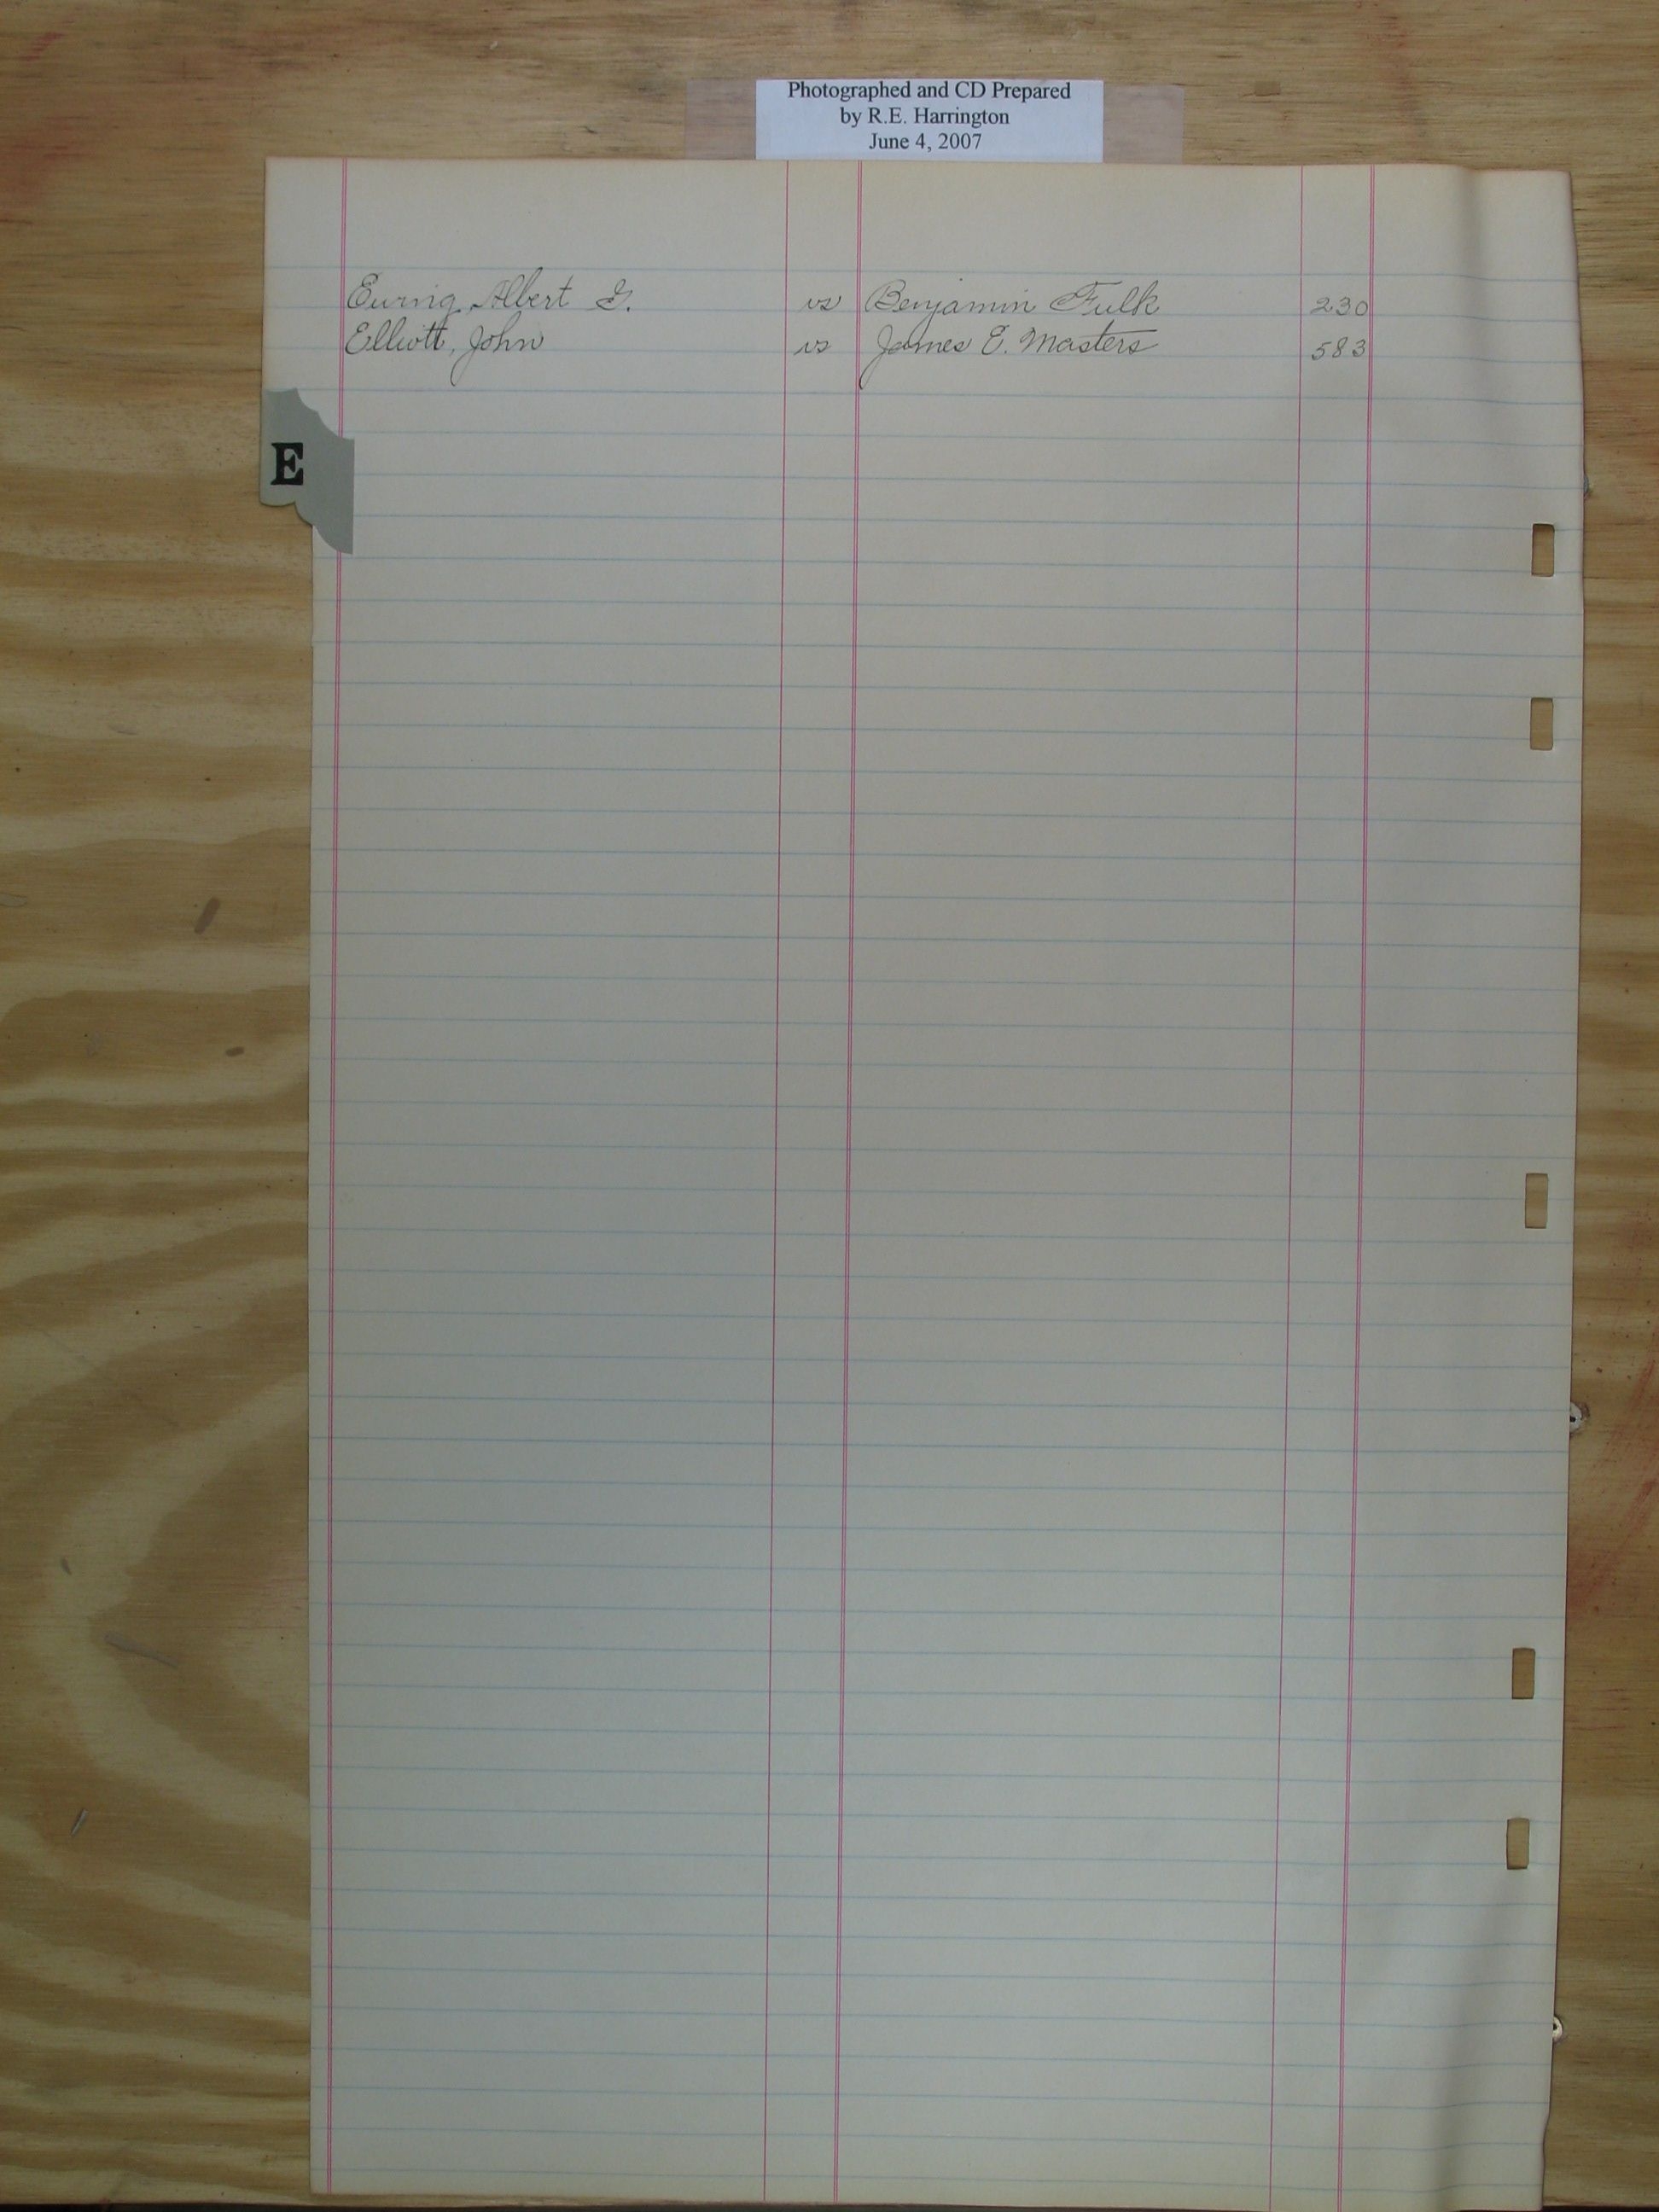 Photographed and CD Prepared
by R.E. Harrington
June 4, 2007
Ewing, Albert G. vs Benjamin Fulk 230
Elliott, John vs James E. Masters 583
E